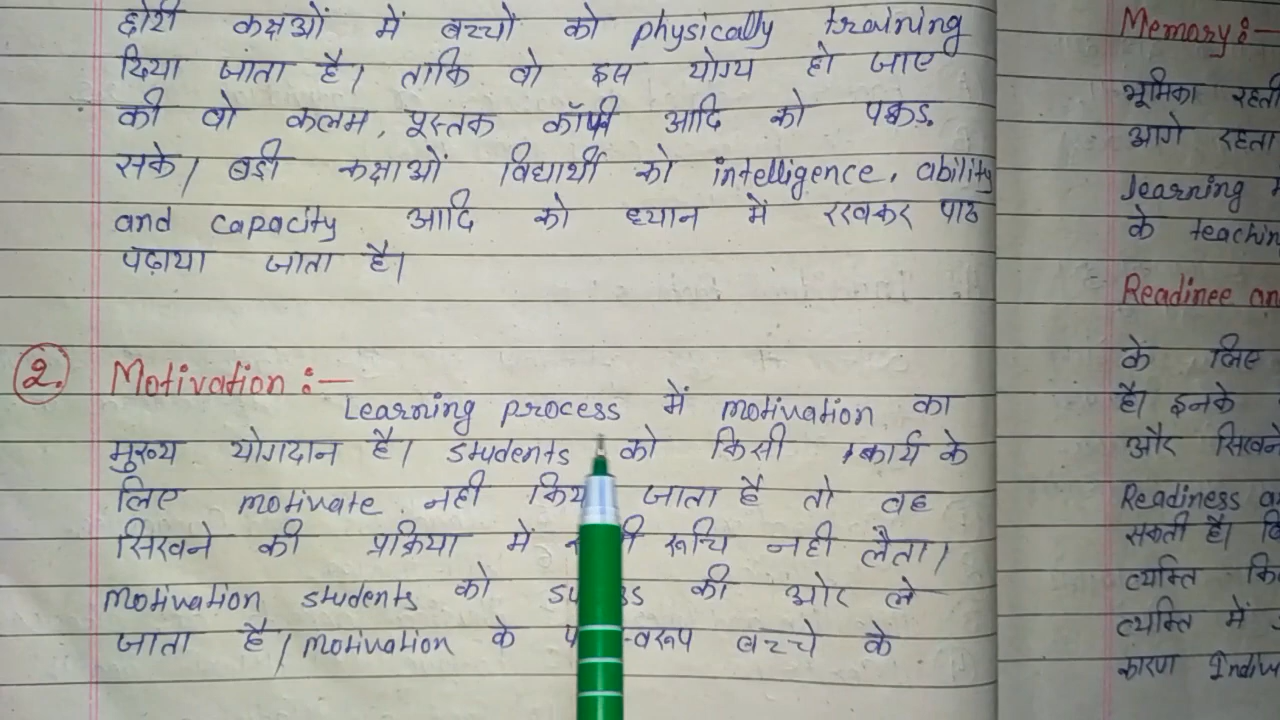 छोटी कक्षओं में बच्चों को physically training
दिया जाता है। ताकि वो इस योग्य हो जाए
की वो कलम, पूस्तक कॉपी आदि को पकड़
सके। बडी कक्षाओं विद्यार्थी को intelligence, ability
and capacity आदि को ध्यान में रखकर पाठ
पढ़ाया जाता है।
2. Motivation :—
Learning process में motivation का
मुख्य योगदान है। students को किसी कार्य के
लिए motivate नही जाता है तो वह
सिखने की प्रक्रिया में रूचि नही लेता।
motivation students को की ओर ले
जाता है। motivation के बच्चे के
Memory :—
भूमिका रहती
आगे रहता
learning
के teachin
Readinee an
के लिए
है। इनके
और सिखने
Readiness a
सकती है।
व्यक्ति कि
व्यक्ति में
कारण Indiv